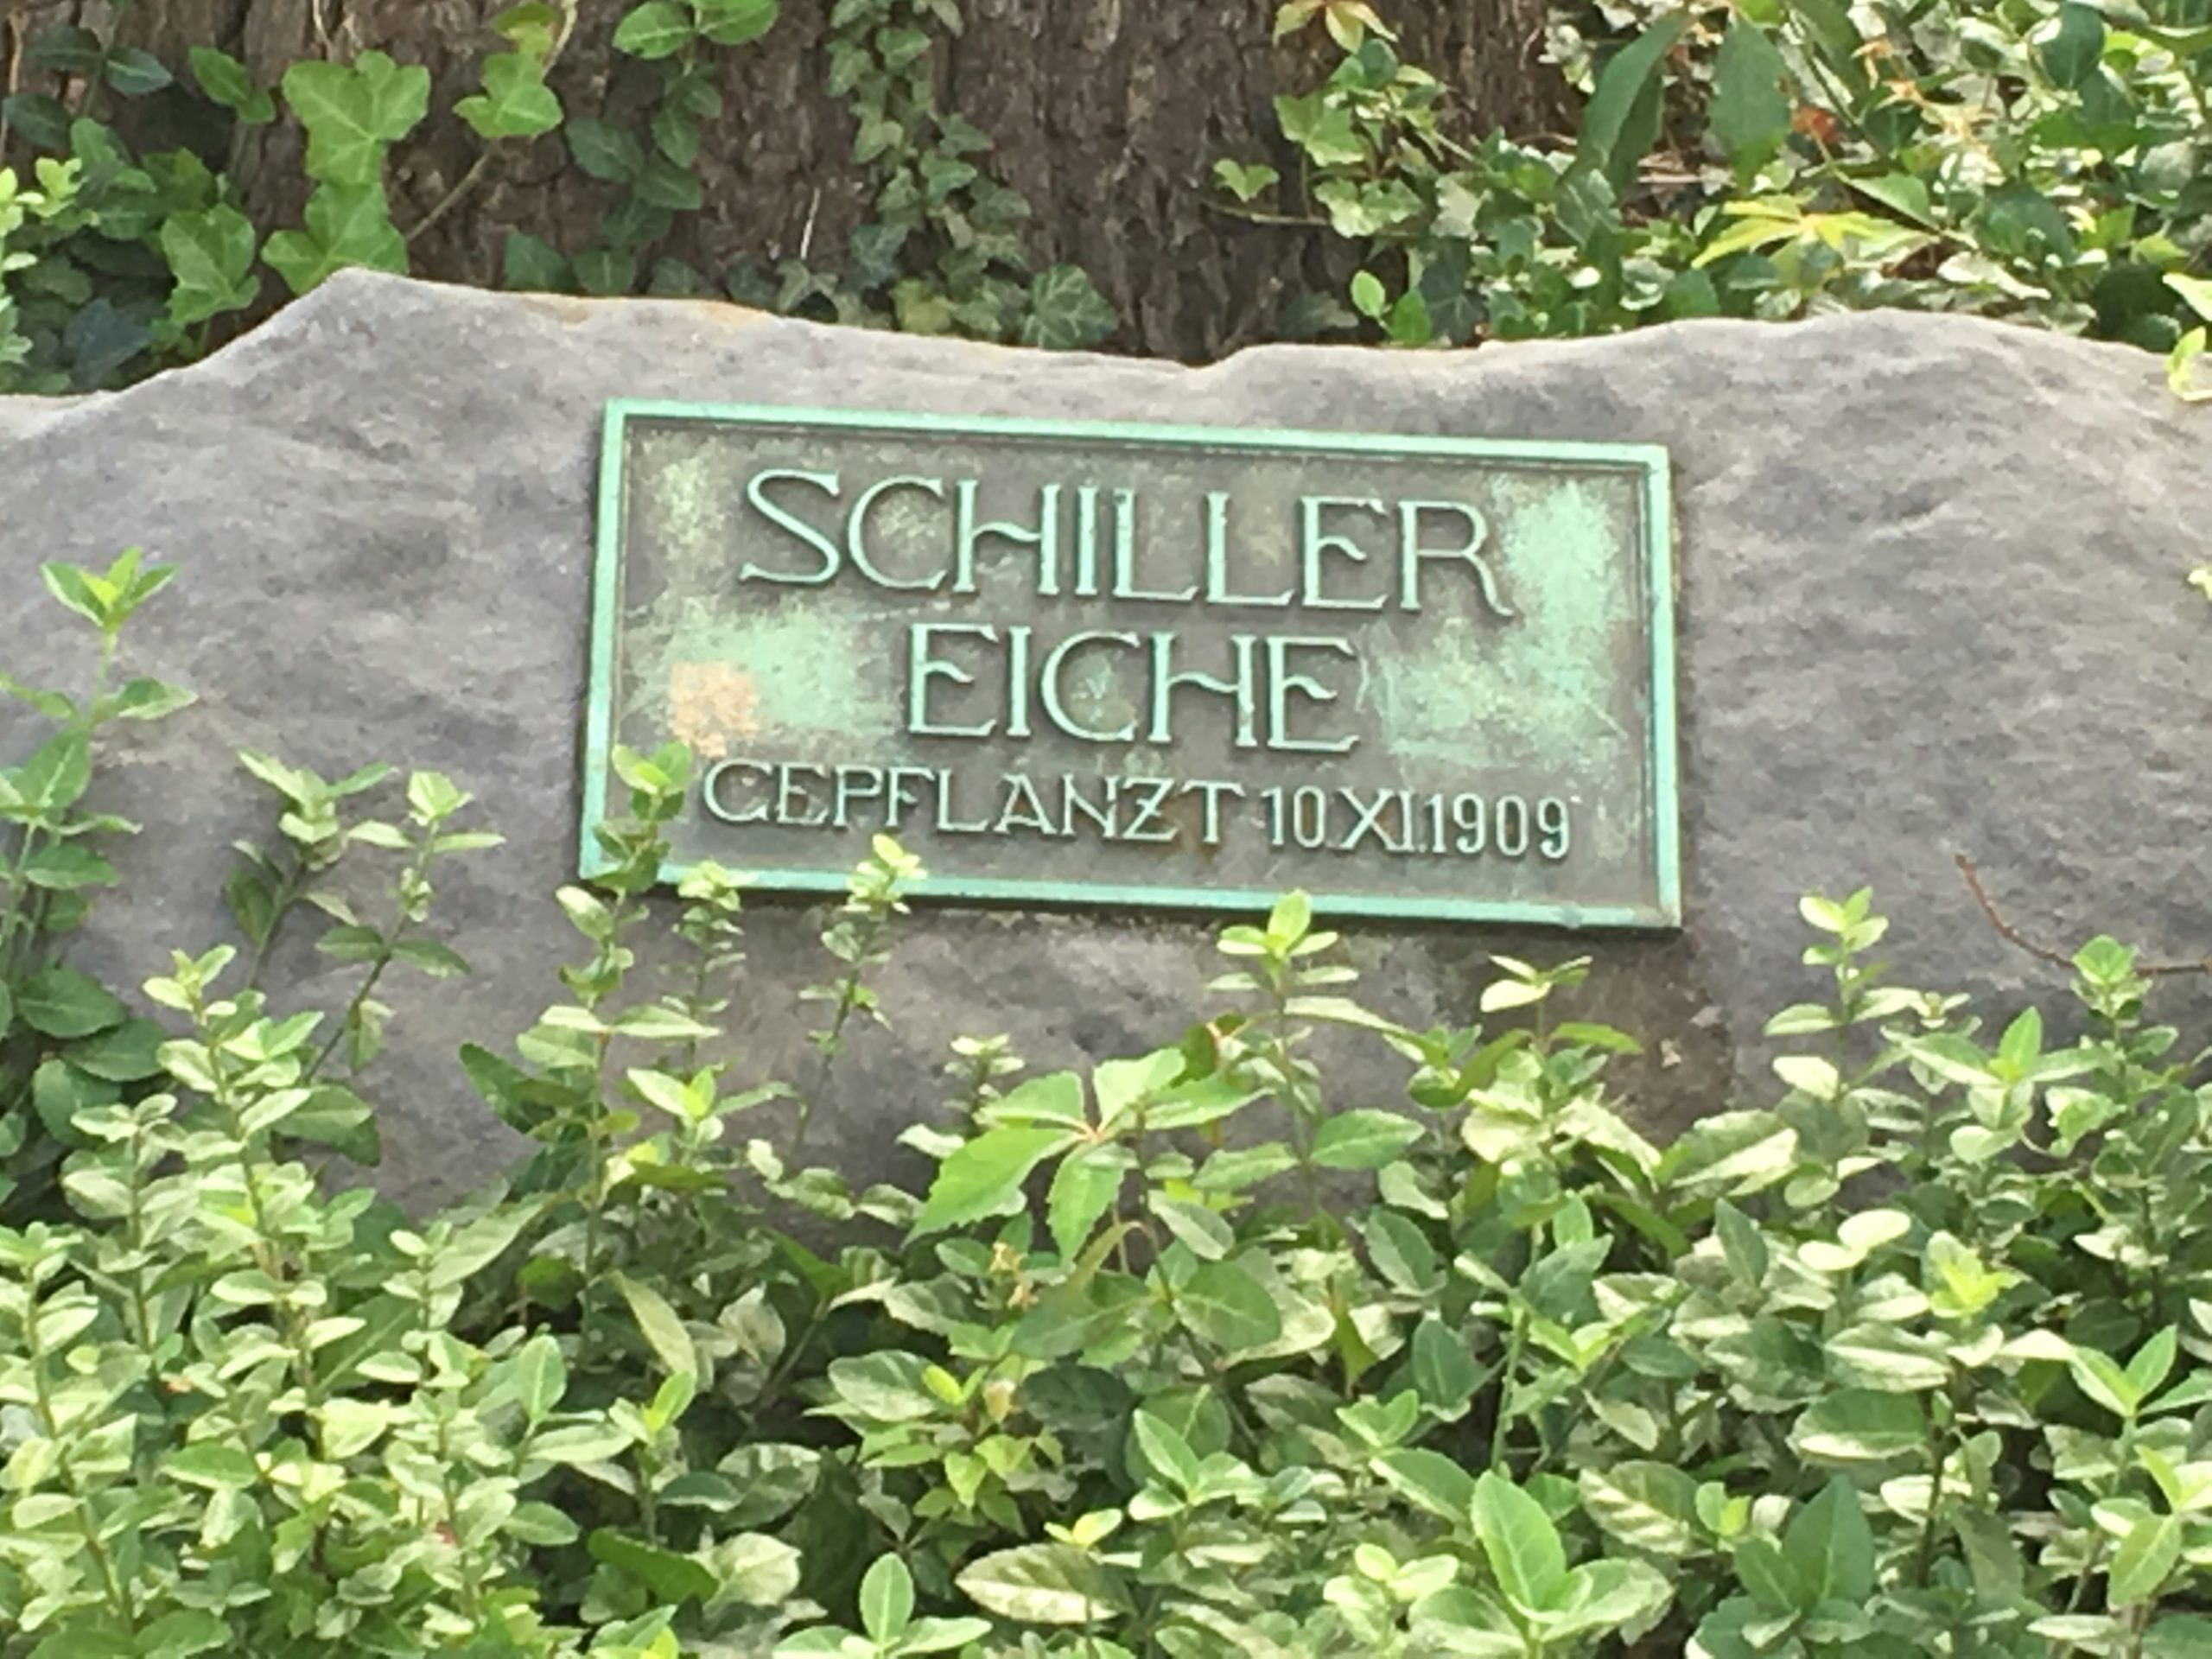 SCHILLER
EICHE
GEPFLANZT 10.XI.1909